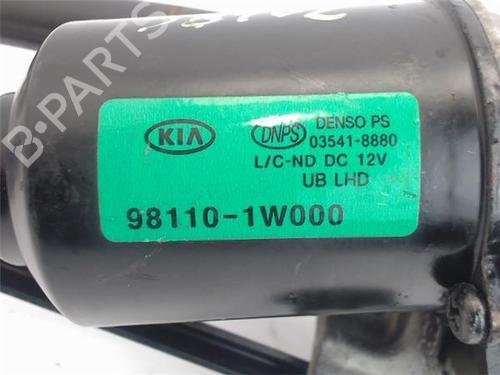 KIA
DNPS
DENSO PS
03541-8880
L/C-ND DC 12V
UB LHD
98110-1W000
B-PARTS